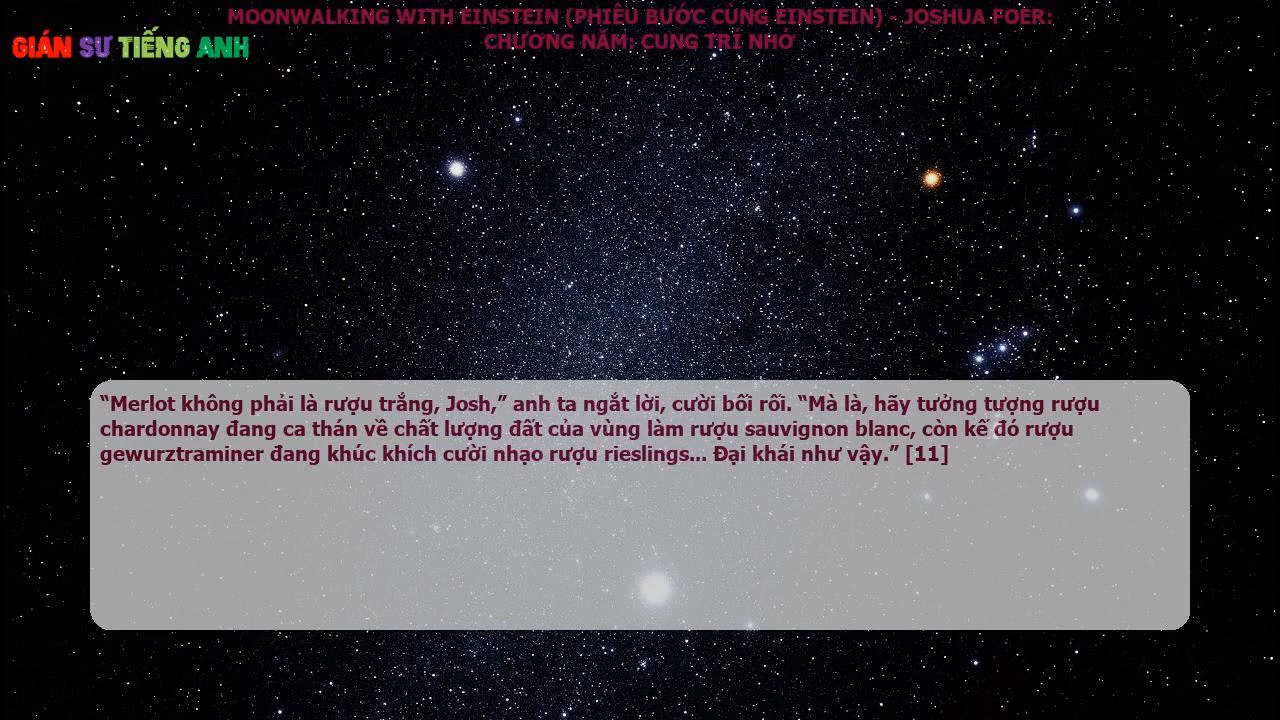 MOONWALKING WITH EINSTEIN (PHIÊU BƯỚC CÙNG EINSTEIN) - JOSHUA FOER:
CHƯƠNG NĂM: CUNG TRÍ NHỚ
GIÁN SƯ TIẾNG ANH
“Merlot không phải là rượu trắng, Josh,” anh ta ngắt lời, cười bối rối. “Mà là, hãy tưởng tượng rượu
chardonnay đang ca thán về chất lượng đất của vùng làm rượu sauvignon blanc, còn kế đó rượu
gewurztraminer đang khúc khích cười nhạo rượu rieslings... Đại khái như vậy.” [11]